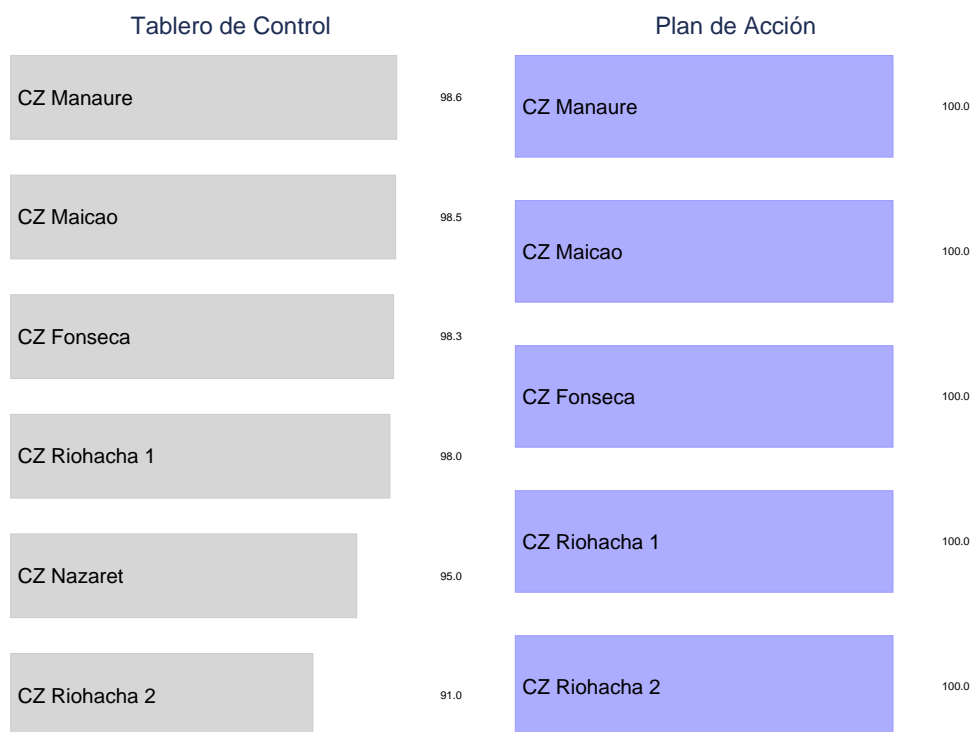 Tablero de Control
CZ Manaure 98.6
CZ Maicao 98.5
CZ Fonseca 98.3
CZ Riohacha 1 98.0
CZ Nazaret 95.0
CZ Riohacha 2 91.0
Plan de Acción
CZ Manaure 100.0
CZ Maicao 100.0
CZ Fonseca 100.0
CZ Riohacha 1 100.0
CZ Riohacha 2 100.0